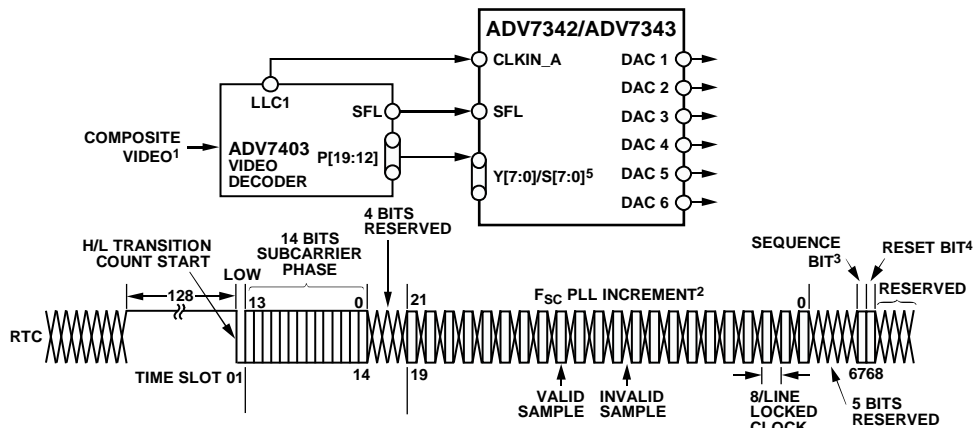 ADV7342/ADV7343
CLKIN_A
DAC 1
LLC1
DAC 2
SFL
SFL
DAC 3
COMPOSITE
VIDEO1
ADV7403
VIDEO
DECODER
P[19:12]
DAC 4
Y[7:0]/S[7:0]5
DAC 5
DAC 6
4 BITS
RESERVED
H/L TRANSITION
COUNT START
LOW
14 BITS
SUBCARRIER
PHASE
SEQUENCE
BIT3
RESET BIT4
RESERVED
128
13
0
21
FSC PLL INCREMENT2
0
RTC
TIME SLOT 01
14
19
6768
VALID
SAMPLE
INVALID
SAMPLE
8/LINE
LOCKED
CLOCK
5 BITS
RESERVED